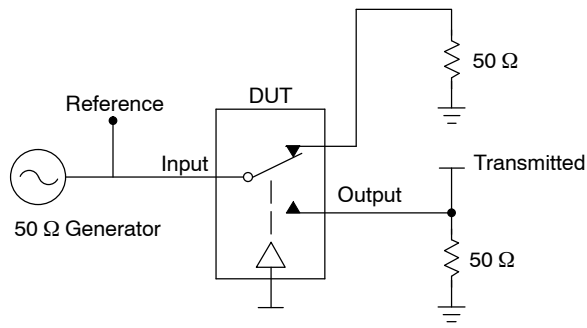 50 Ω
DUT
Reference
Input
Transmitted
Output
50 Ω Generator
50 Ω